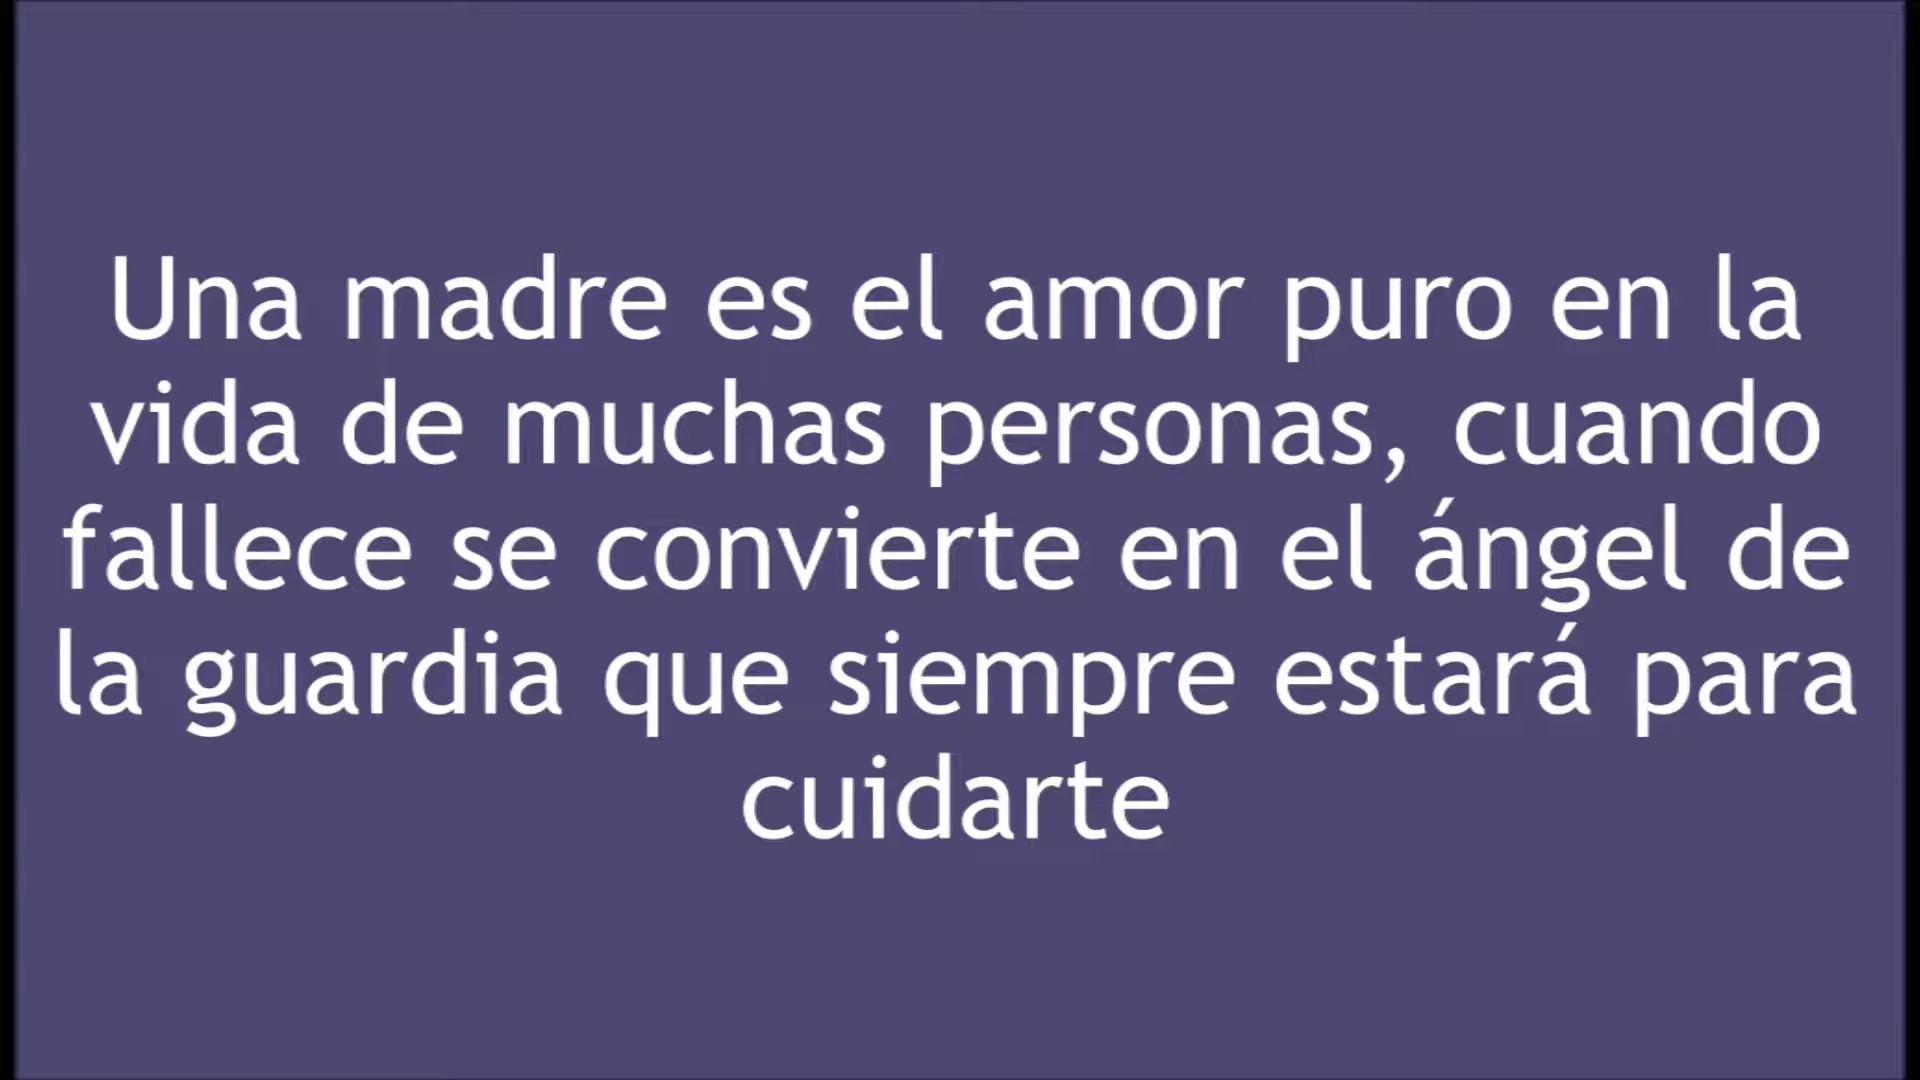 Una madre es el amor puro en la
vida de muchas personas, cuando
fallece se convierte en el ángel de
la guardia que siempre estará para
cuidarte